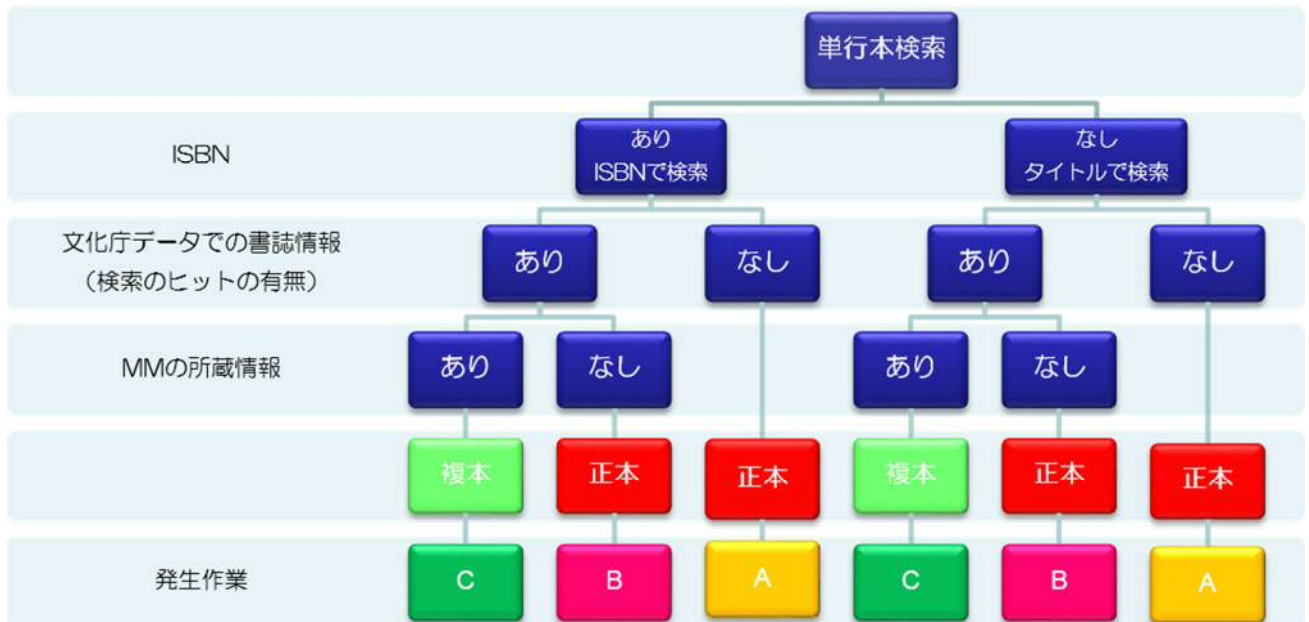 単行本検索
ISBN
あり
ISBNで検索
なし
タイトルで検索
文化庁データでの書誌情報
（検索のヒットの有無）
あり
なし
あり
なし
MMの所蔵情報
あり
なし
あり
なし
複本
正本
正本
複本
正本
正本
発生作業
C
B
A
C
B
A